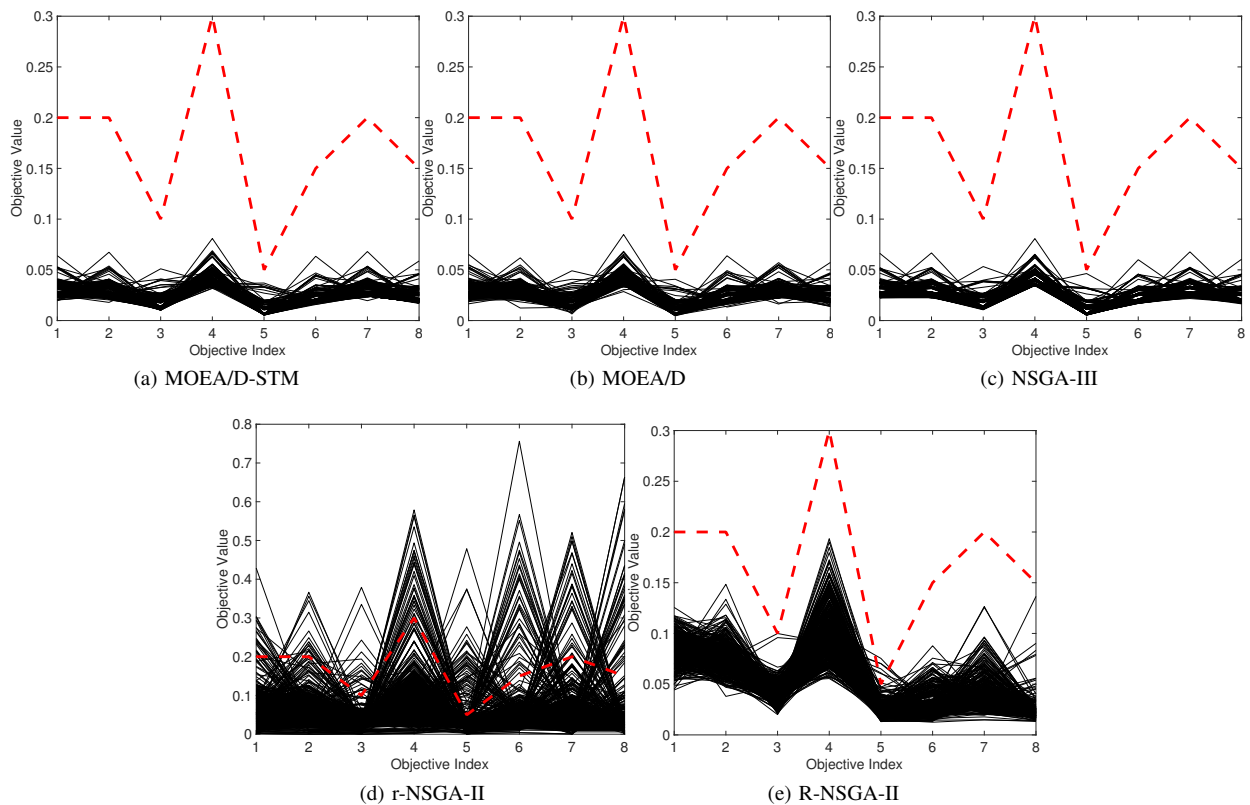 0.3
0.25
0.2
0.15
0.1
0.05
0
Objective Value
1 2 3 4 5 6 7 8
Objective Index
(a) MOEA/D-STM
0.3
0.25
0.2
0.15
0.1
0.05
0
Objective Value
1 2 3 4 5 6 7 8
Objective Index
(b) MOEA/D
0.3
0.25
0.2
0.15
0.1
0.05
0
Objective Value
1 2 3 4 5 6 7 8
Objective Index
(c) NSGA-III
0.8
0.7
0.6
0.5
0.4
0.3
0.2
0.1
0
Objective Value
1 2 3 4 5 6 7 8
Objective Index
(d) r-NSGA-II
0.3
0.25
0.2
0.15
0.1
0.05
0
Objective Value
1 2 3 4 5 6 7 8
Objective Index
(e) R-NSGA-II